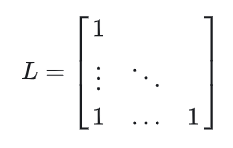 1
L = ⋮ ⋱
1 … 1